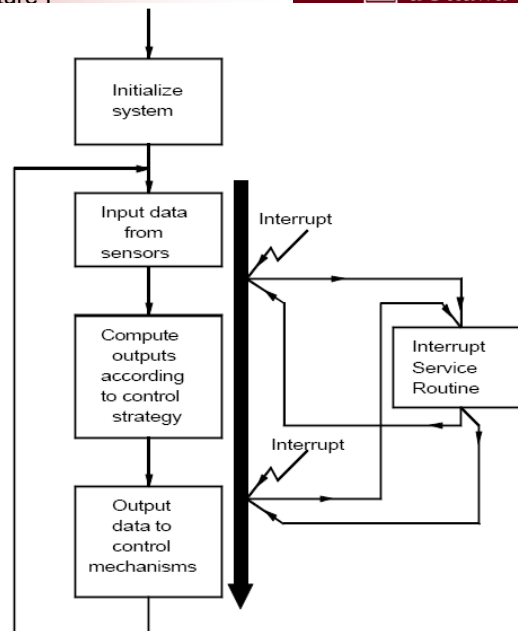 Initialize
system
Input data
from
sensors
Interrupt
Compute
outputs
according
to control
strategy
Interrupt
Service
Routine
Interrupt
Output
data to
control
mechanisms